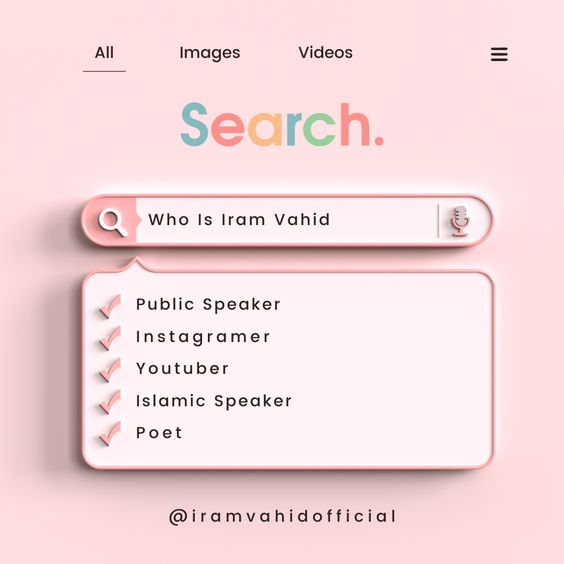 All Images Videos
Search.
Who Is Iram Vahid
Public Speaker
Instagramer
Youtuber
Islamic Speaker
Poet
@iramvahidofficial